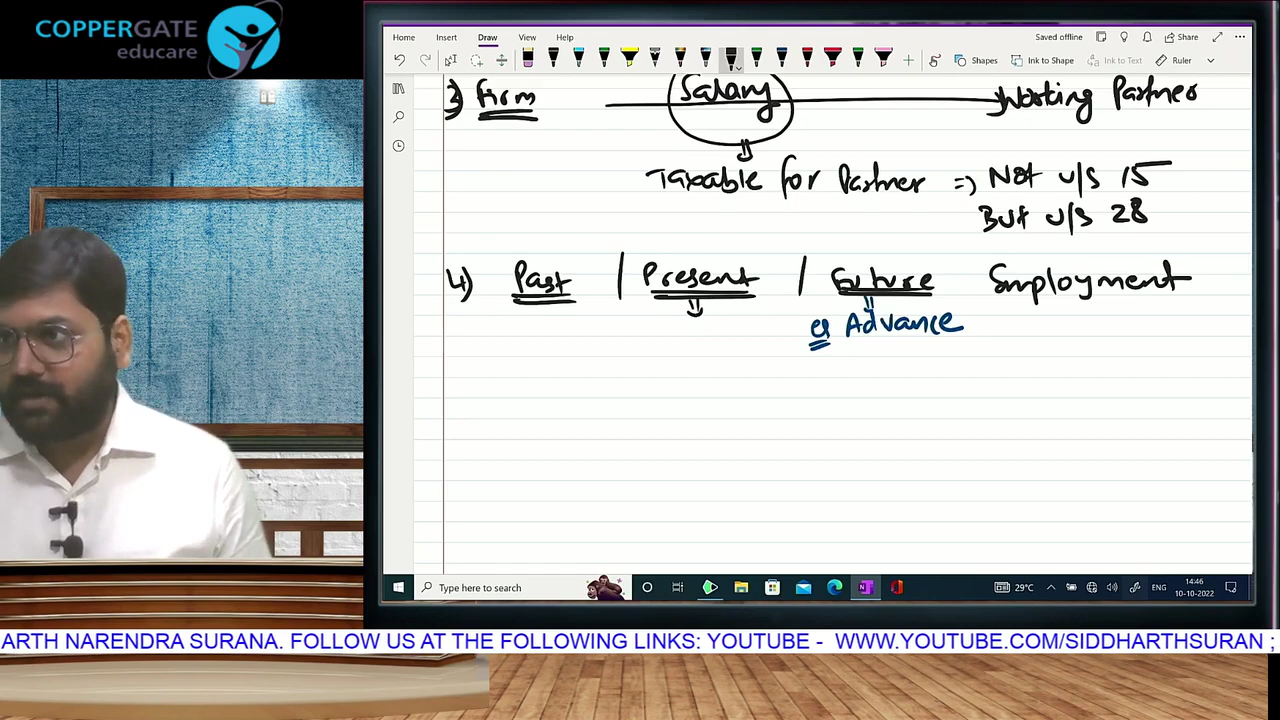 COPPERGATE
educare
Home Insert Draw View Help
Saved offline
Share
Shapes
Ink to Shape
Ink to Text
Ruler
3) Firm Salary Working Partner
Taxable for Partner => Not u/s 15
But u/s 28
4) Past | Present | Future Employment
eg Advance
Type here to search
29°C
ENG
14:46
10-10-2022
ARTH NARENDRA SURANA. FOLLOW US AT THE FOLLOWING LINKS: YOUTUBE - WWW.YOUTUBE.COM/SIDDHARTHSURAN ;